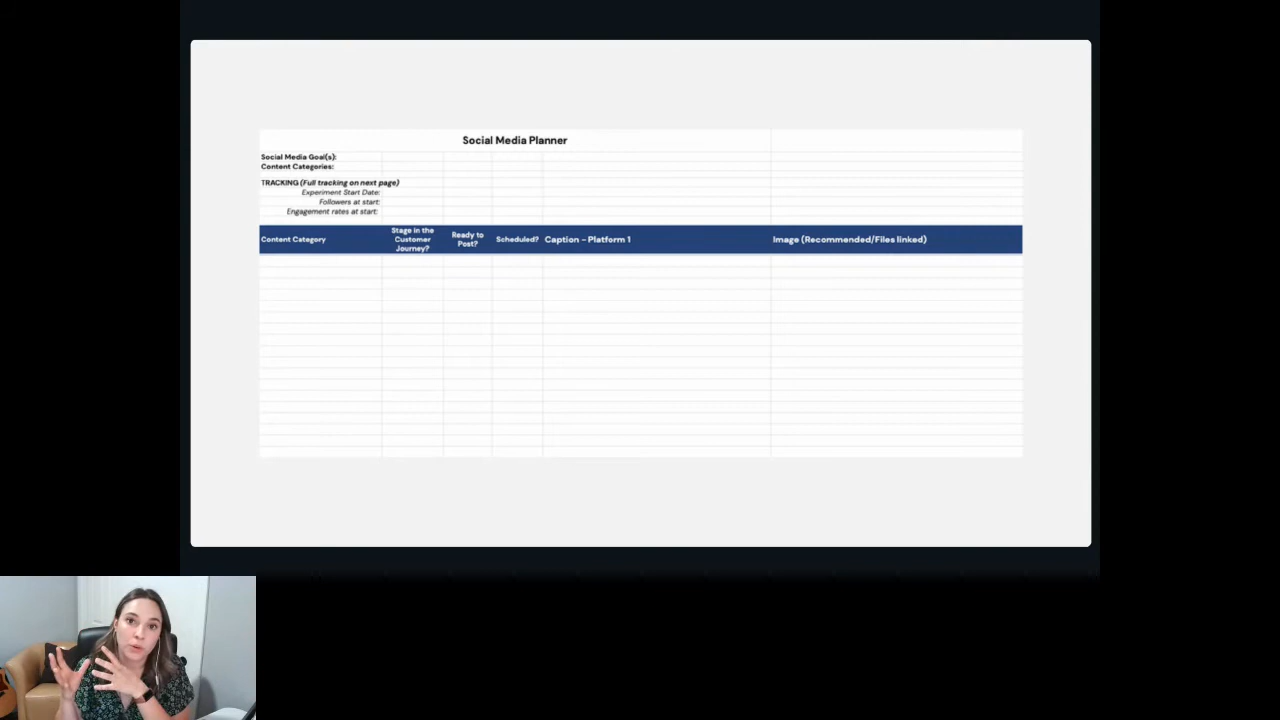 Social Media Planner
Social Media Goal(s):
Content Categories:
TRACKING (Full tracking on next page)
Experiment Start Date:
Followers at start:
Engagement rates at start:
Content Category
Stage in the
Customer
Journey?
Ready to
Post?
Scheduled?
Caption - Platform 1
Image (Recommended/Files linked)